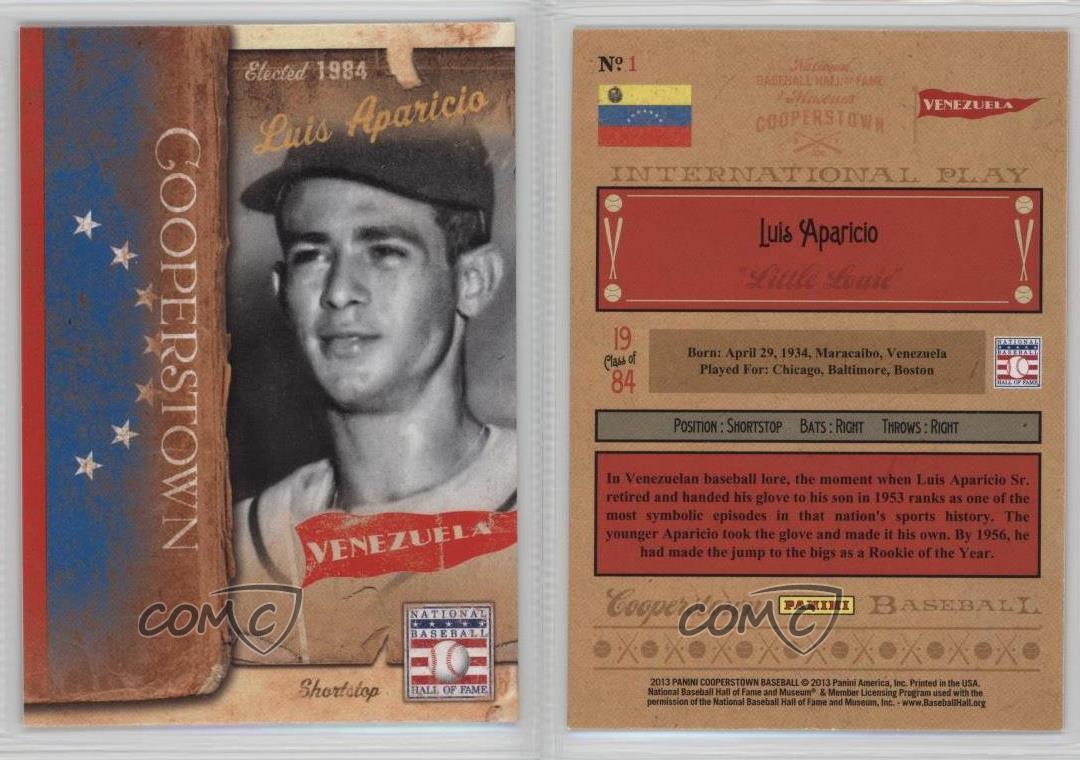 Elected 1984
Luis Aparicio
COOPERSTOWN
VENEZUELA
NATIONAL
BASEBALL
HALL OF FAME
Shortstop
COMC
No. 1
National
BASEBALL HALL OF FAME
& Museum
COOPERSTOWN
VENEZUELA
INTERNATIONAL PLAY
Luis Aparicio
"Little Louie"
19
Class of
84
Born: April 29, 1934, Maracaibo, Venezuela
Played For: Chicago, Baltimore, Boston
NATIONAL
BASEBALL
HALL OF FAME
Position : Shortstop Bats : Right Throws : Right
In Venezuelan baseball lore, the moment when Luis Aparicio Sr.
retired and handed his glove to his son in 1953 ranks as one of the
most symbolic episodes in that nation's sports history. The
younger Aparicio took the glove and made it his own. By 1956, he
had made the jump to the bigs as a Rookie of the Year.
Cooperstown PANINI BASEBALL
COMC
2013 PANINI COOPERSTOWN BASEBALL © 2013 Panini America, Inc. Printed in the USA.
National Baseball Hall of Fame and Museum® & Member Licensing Program used with the
permission of the National Baseball Hall of Fame and Museum, Inc. - www.BaseballHall.org